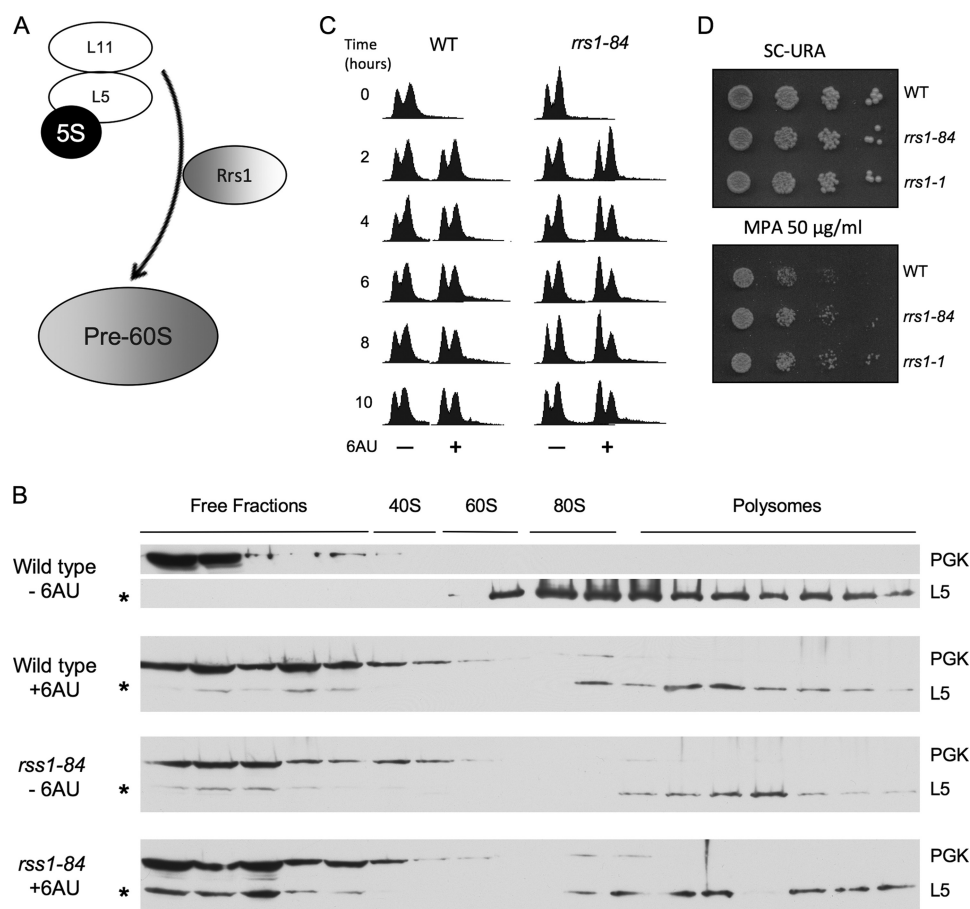 A
L11
L5
5S
Rrs1
Pre-60S
C
Time
(hours)
WT
rrs1-84
0
2
4
6
8
10
6AU
–
+
–
+
D
SC-URA
WT
rrs1-84
rrs1-1
MPA 50 µg/ml
WT
rrs1-84
rrs1-1
B
Free Fractions
40S
60S
80S
Polysomes
Wild type
- 6AU
*
PGK
L5
Wild type
+6AU
*
PGK
L5
rss1-84
- 6AU
*
PGK
L5
rss1-84
+6AU
*
PGK
L5